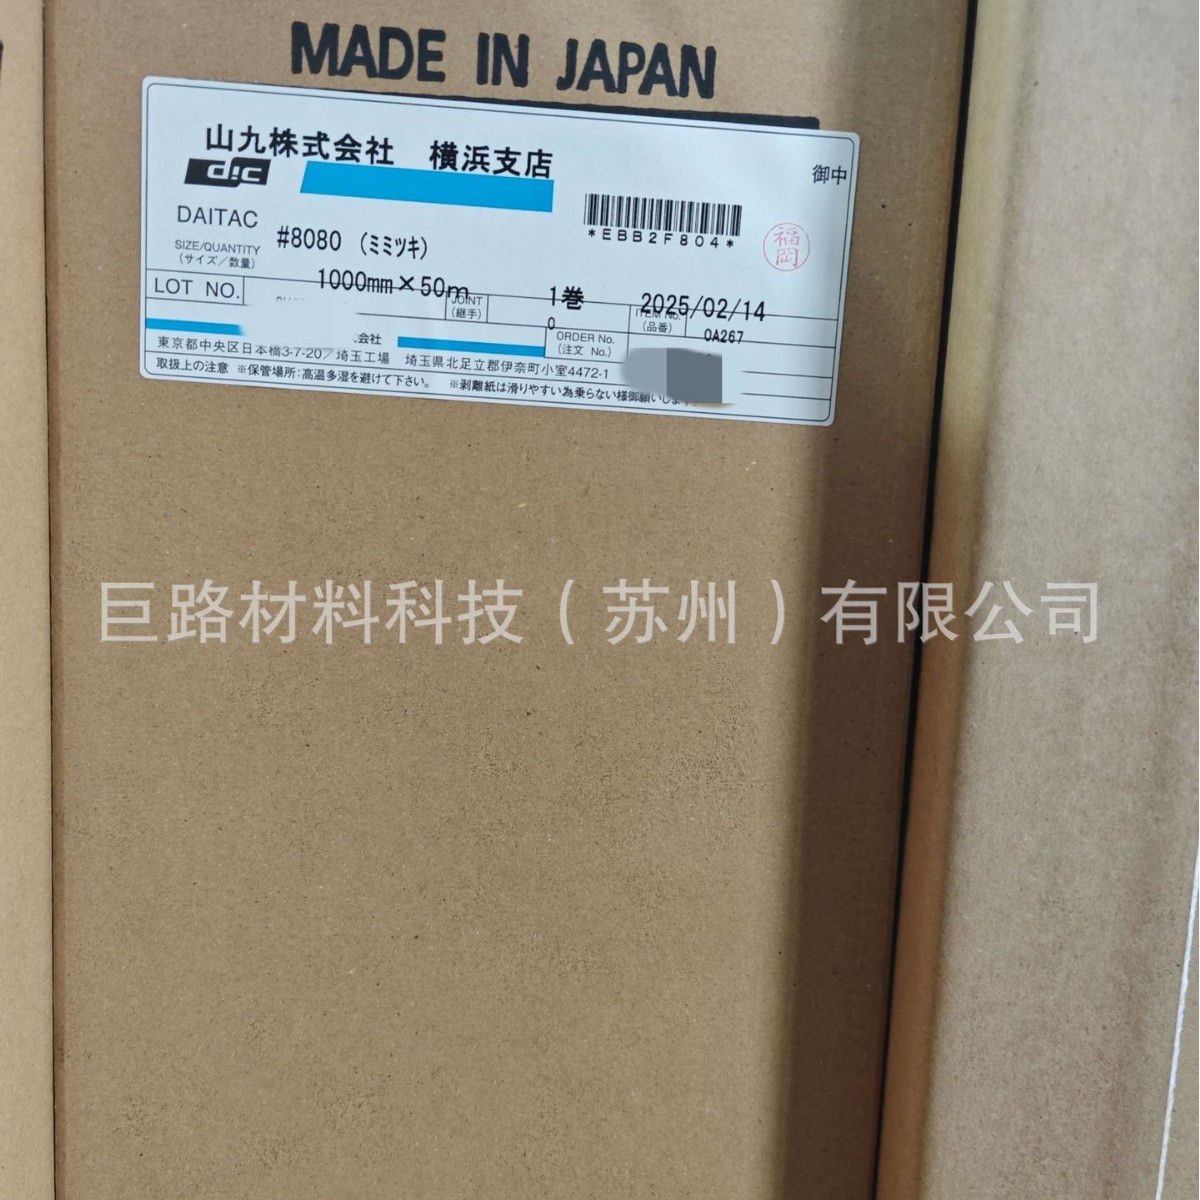 MADE IN JAPAN
山九株式会社 横浜支店
御中
dic
DAITAC
#8080 (ミミツキ)
*EBB2F804*
福岡
SIZE/QUANTITY
(サイズ/数量)
1000mm×50m 1巻 2025/02/14
LOT NO.
JOINT
(継手)
0
ITEM No.
(品番)
0A267
会社
ORDER No.
(注文 No.)
東京都中央区日本橋3-7-20/埼玉工場 埼玉県北足立郡伊奈町小室4472-1
取扱上の注意 ※保管場所:高温多湿を避けて下さい。 ※剥離紙は滑りやすい為乗らない様御願いします
巨路材料科技(苏州)有限公司